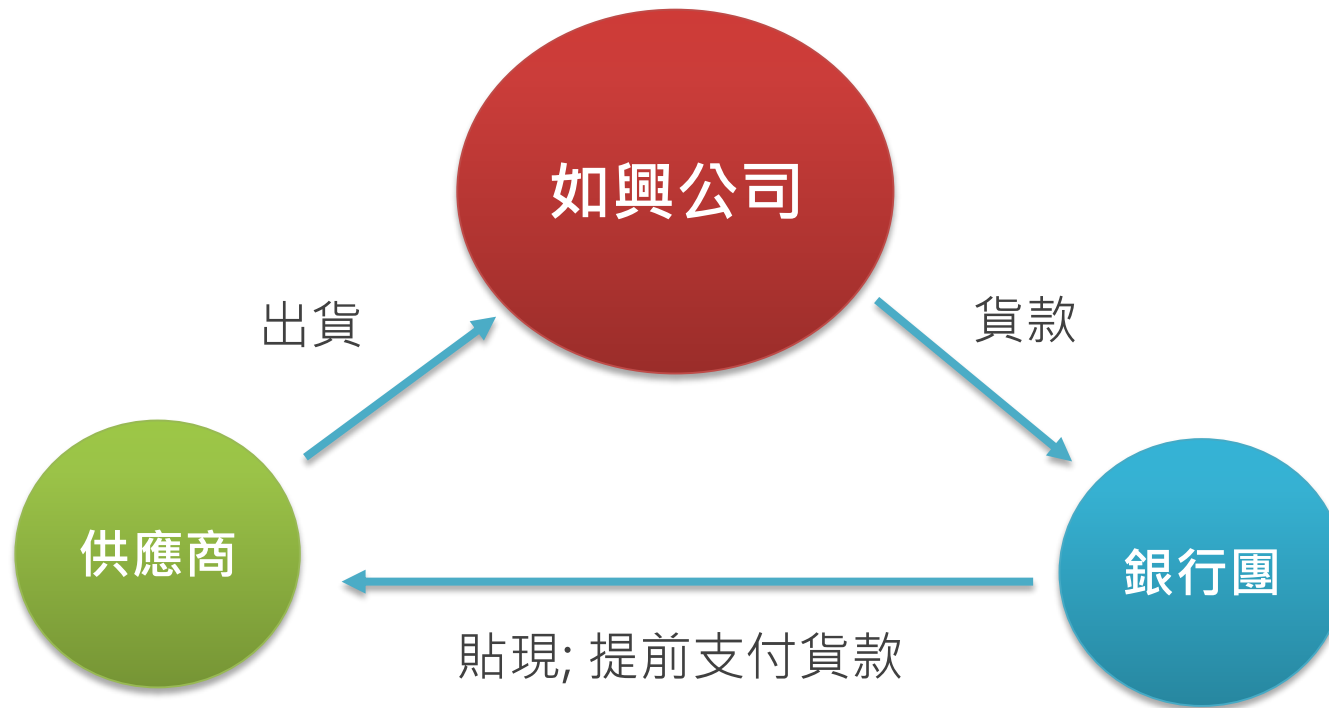 如興公司
出貨
貨款
供應商
銀行團
貼現; 提前支付貨款